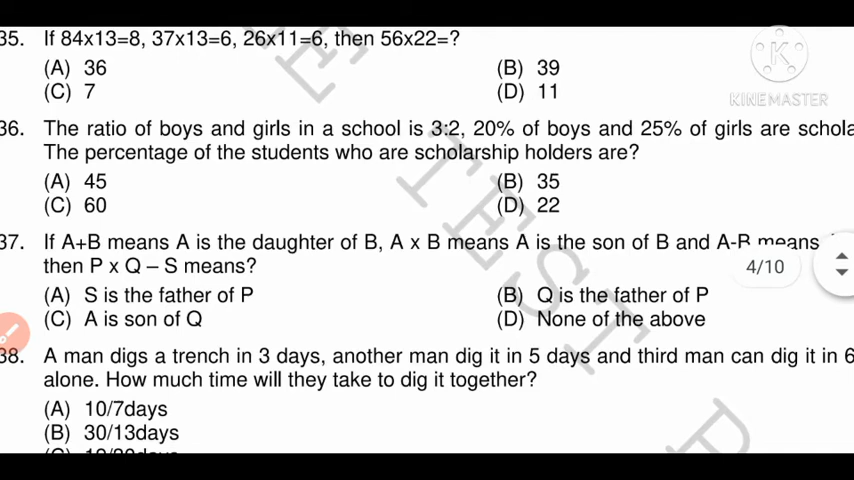 35. If 84x13=8, 37x13=6, 26x11=6, then 56x22=?
(A) 36
(B) 39
(C) 7
(D) 11
KINEMASTER
36. The ratio of boys and girls in a school is 3:2, 20% of boys and 25% of girls are schola
The percentage of the students who are scholarship holders are?
(A) 45
(B) 35
(C) 60
(D) 22
37. If A+B means A is the daughter of B, A x B means A is the son of B and A-B means
then P x Q – S means?
4/10
(A) S is the father of P
(B) Q is the father of P
(C) A is son of Q
(D) None of the above
38. A man digs a trench in 3 days, another man dig it in 5 days and third man can dig it in 6
alone. How much time will they take to dig it together?
(A) 10/7days
(B) 30/13days
TEST